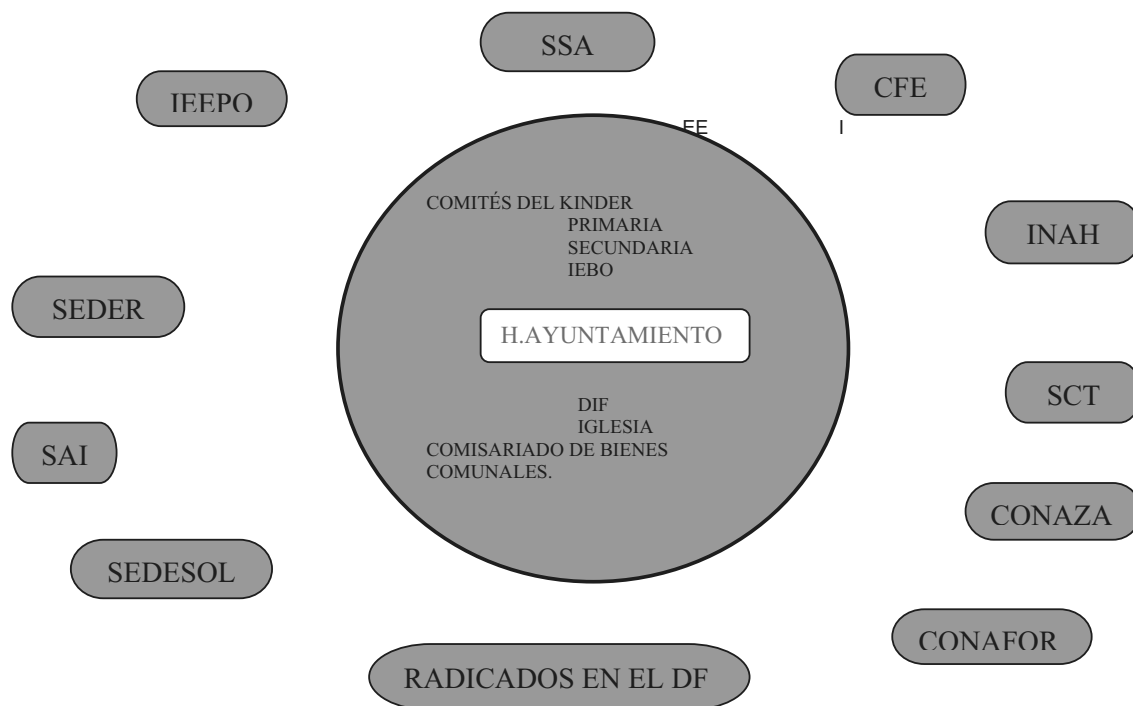 SSA
IEEPO
CFE
EE I
COMITÉS DEL KINDER
PRIMARIA
SECUNDARIA
IEBO
INAH
SEDER
H.AYUNTAMIENTO
SCT
DIF
IGLESIA
COMISARIADO DE BIENES
COMUNALES.
SAI
CONAZA
SEDESOL
CONAFOR
RADICADOS EN EL DF